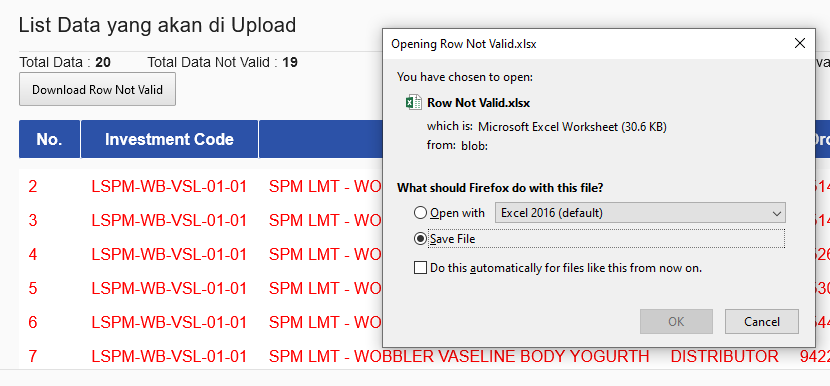 List Data yang akan di Upload
Total Data : 20 Total Data Not Valid : 19
Download Row Not Valid
No. Investment Code
2 LSPM-WB-VSL-01-01 SPM LMT - WO
3 LSPM-WB-VSL-01-01 SPM LMT - WO
4 LSPM-WB-VSL-01-01 SPM LMT - WO
5 LSPM-WB-VSL-01-01 SPM LMT - WO
6 LSPM-WB-VSL-01-01 SPM LMT - WO
7 LSPM-WB-VSL-01-01 SPM LMT - WOBBLER VASELINE BODY YOGURTH DISTRIBUTOR 9422
Opening Row Not Valid.xlsx
You have chosen to open:
Row Not Valid.xlsx
which is: Microsoft Excel Worksheet (30.6 KB)
from: blob:
What should Firefox do with this file?
Open with Excel 2016 (default)
Save File
Do this automatically for files like this from now on.
OK Cancel